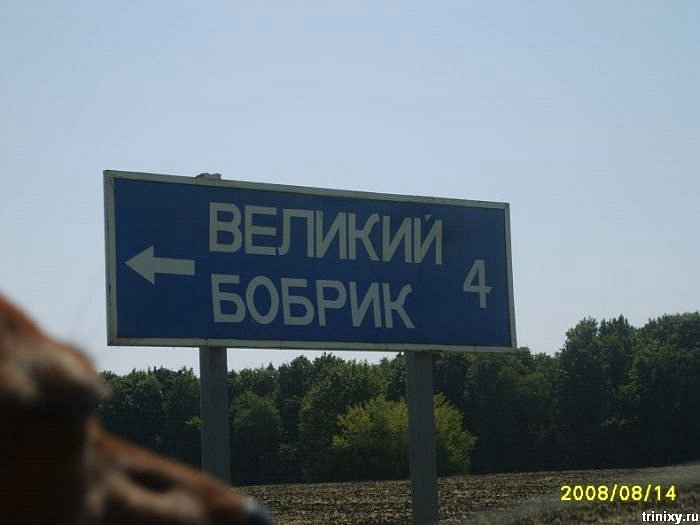 ВЕЛИКИЙ
БОБРИК 4
2008/08/14
trinixy.ru